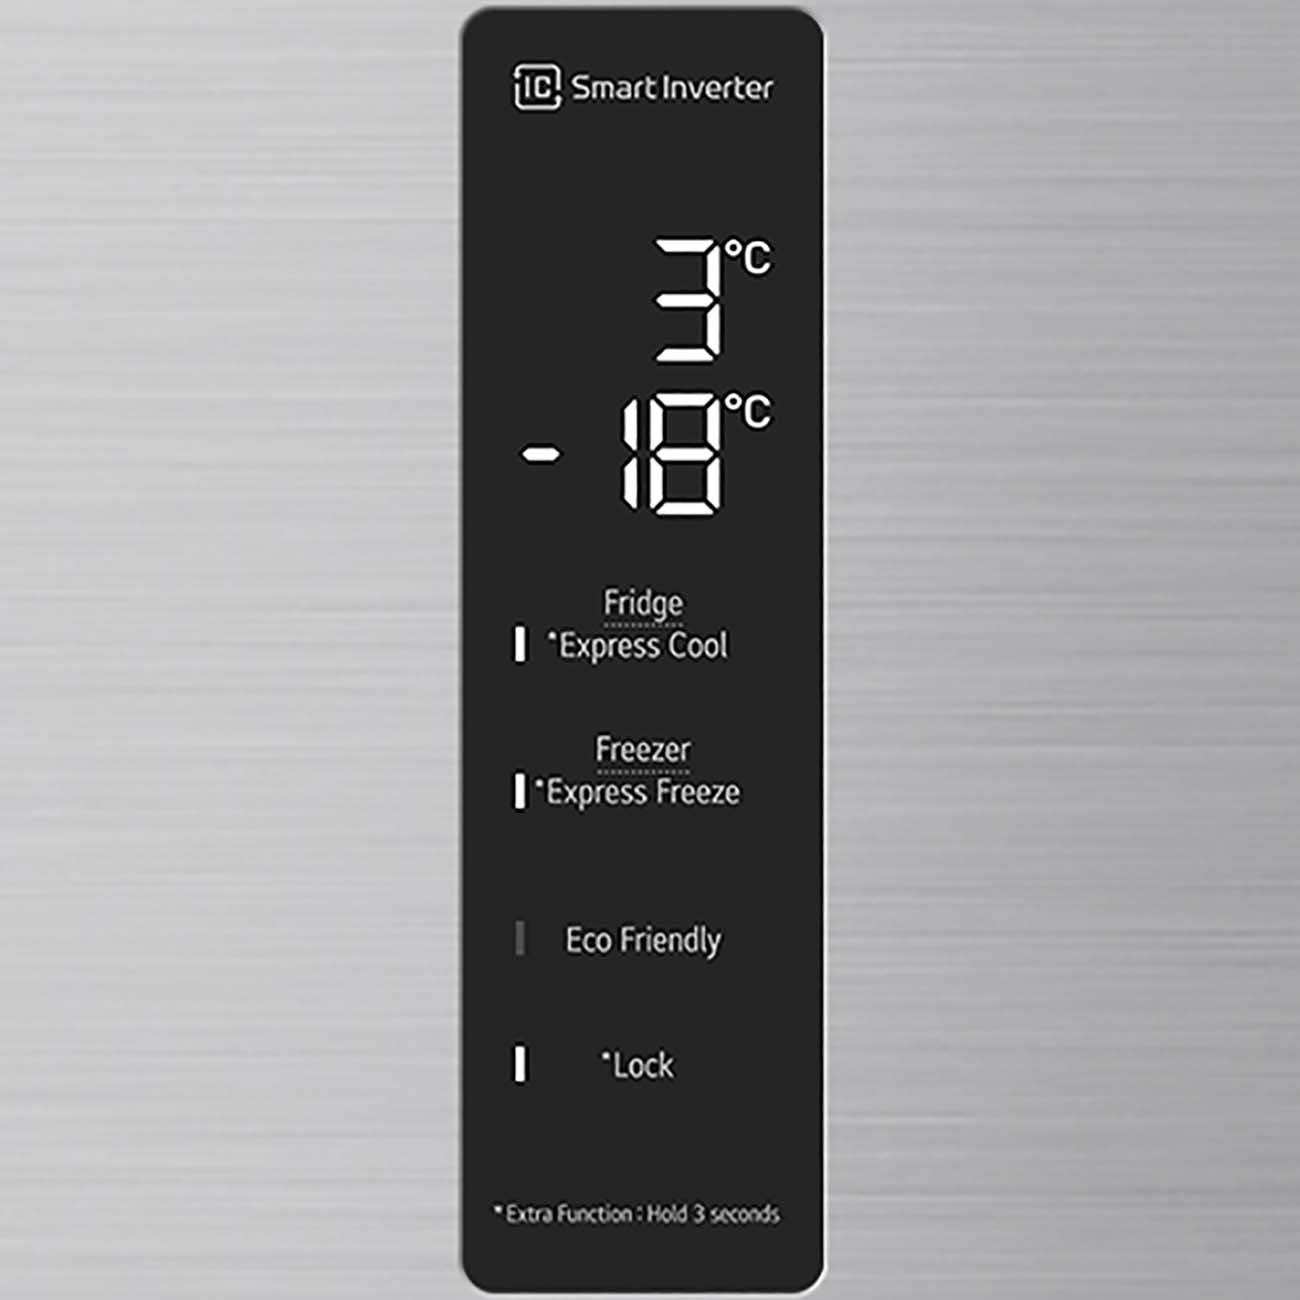 IC Smart Inverter
3 °C
-18 °C
Fridge
*Express Cool
Freezer
*Express Freeze
Eco Friendly
*Lock
*Extra Function : Hold 3 seconds